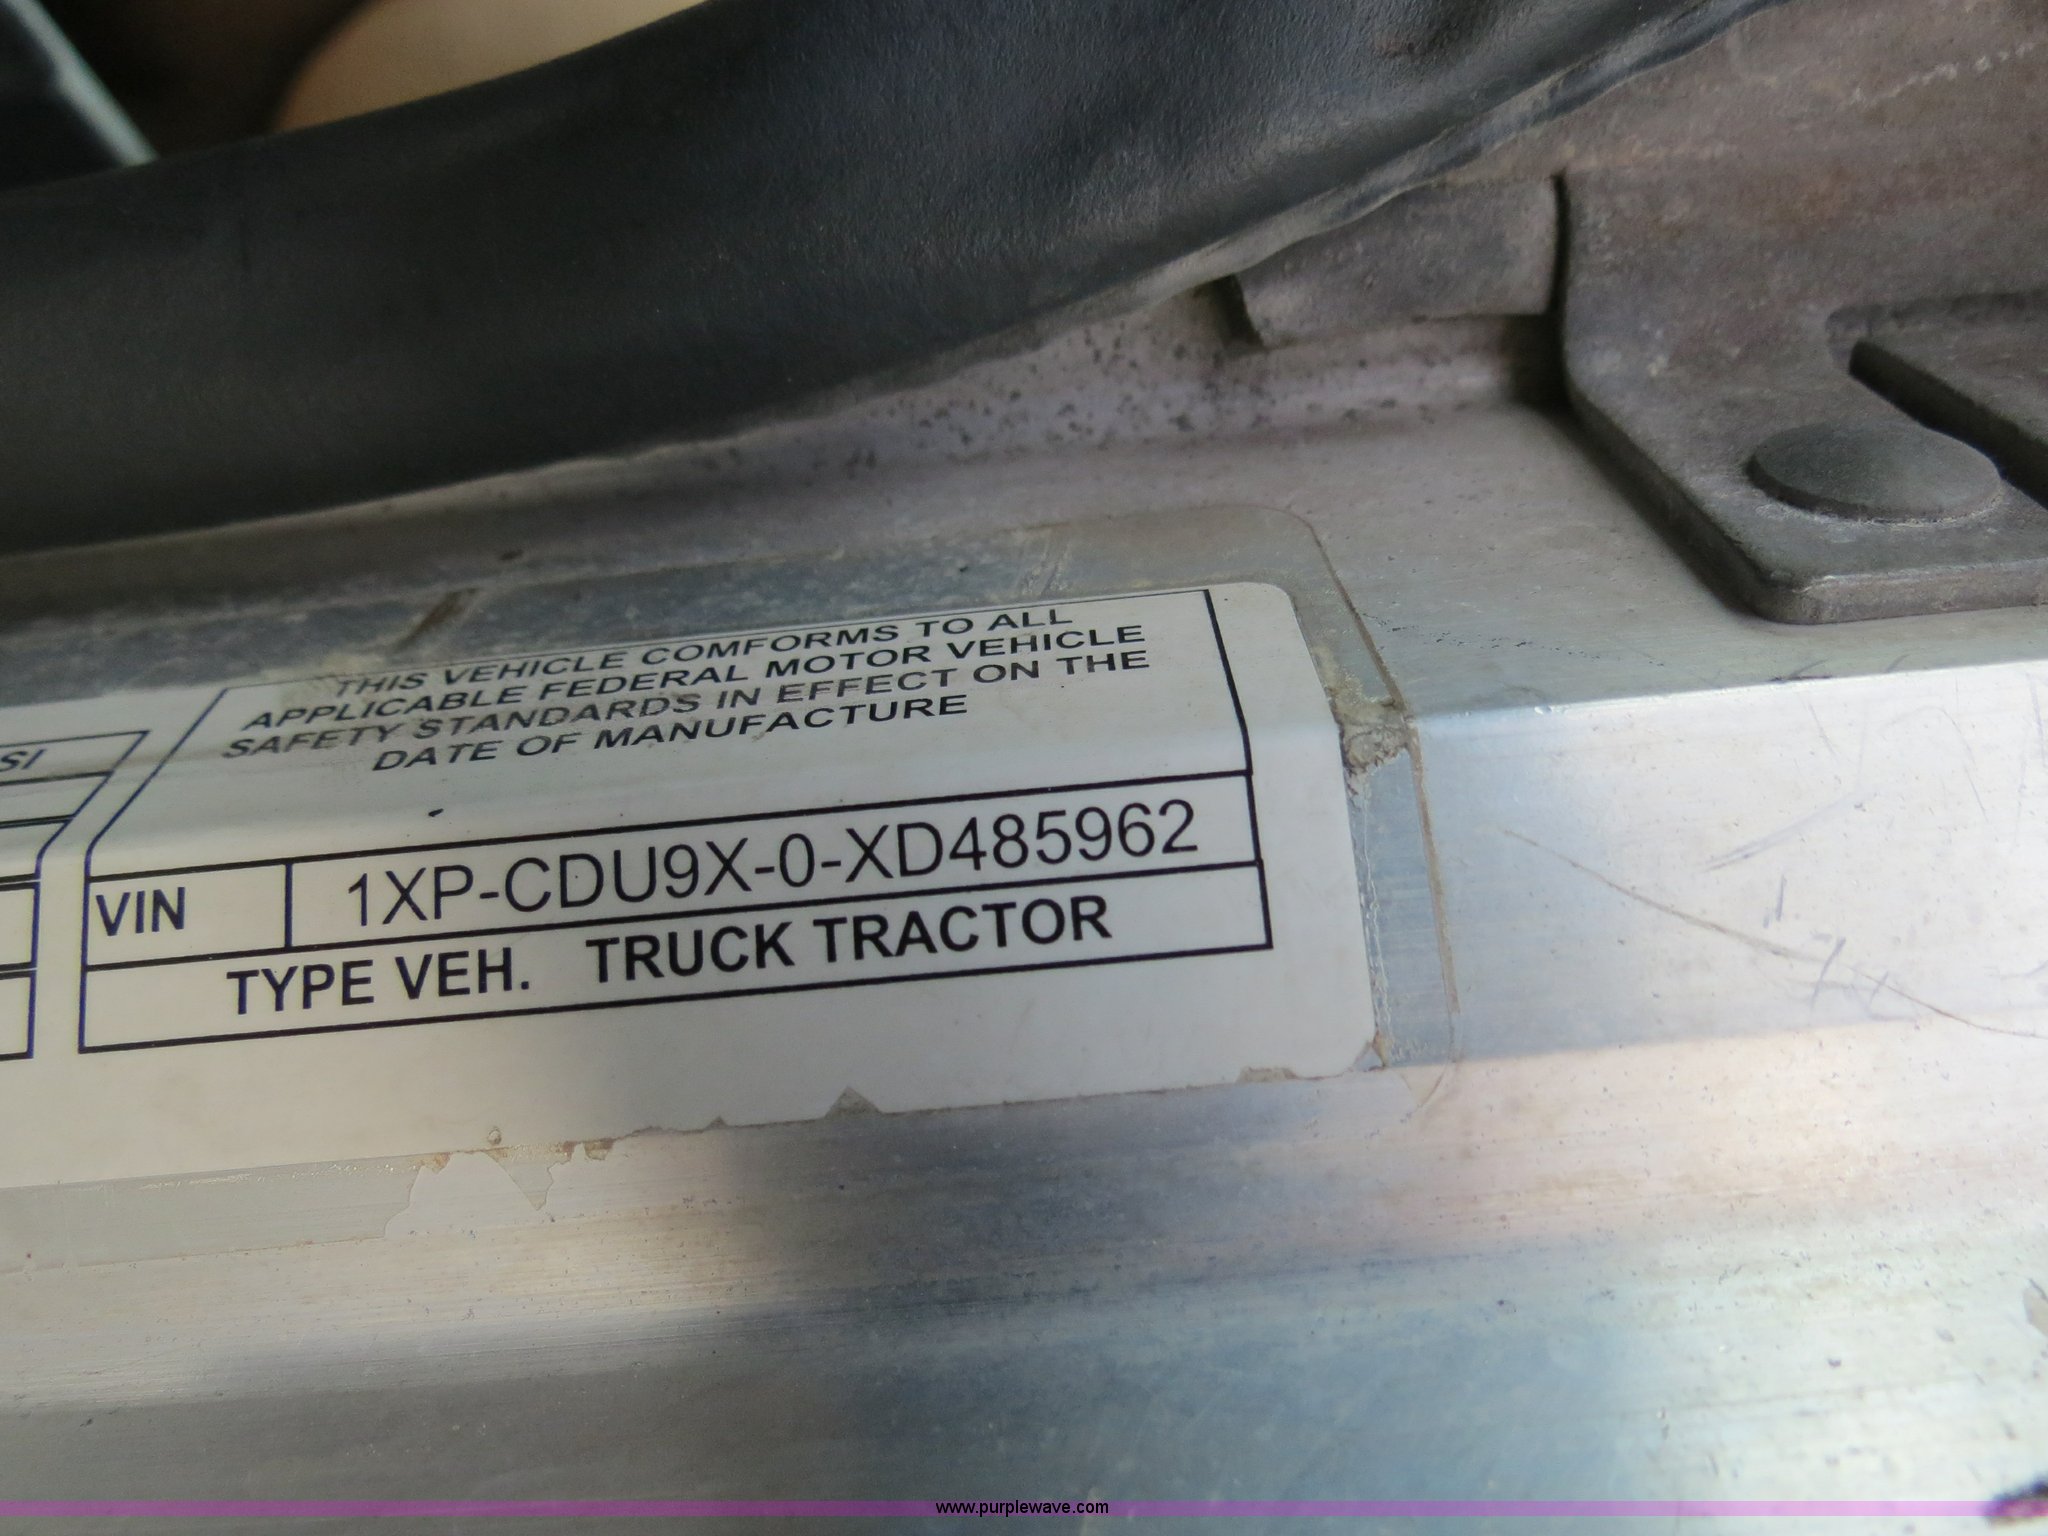 SI
THIS VEHICLE COMFORMS TO ALL
APPLICABLE FEDERAL MOTOR VEHICLE
SAFETY STANDARDS IN EFFECT ON THE
DATE OF MANUFACTURE
VIN 1XP-CDU9X-0-XD485962
TYPE VEH. TRUCK TRACTOR
www.purplewave.com